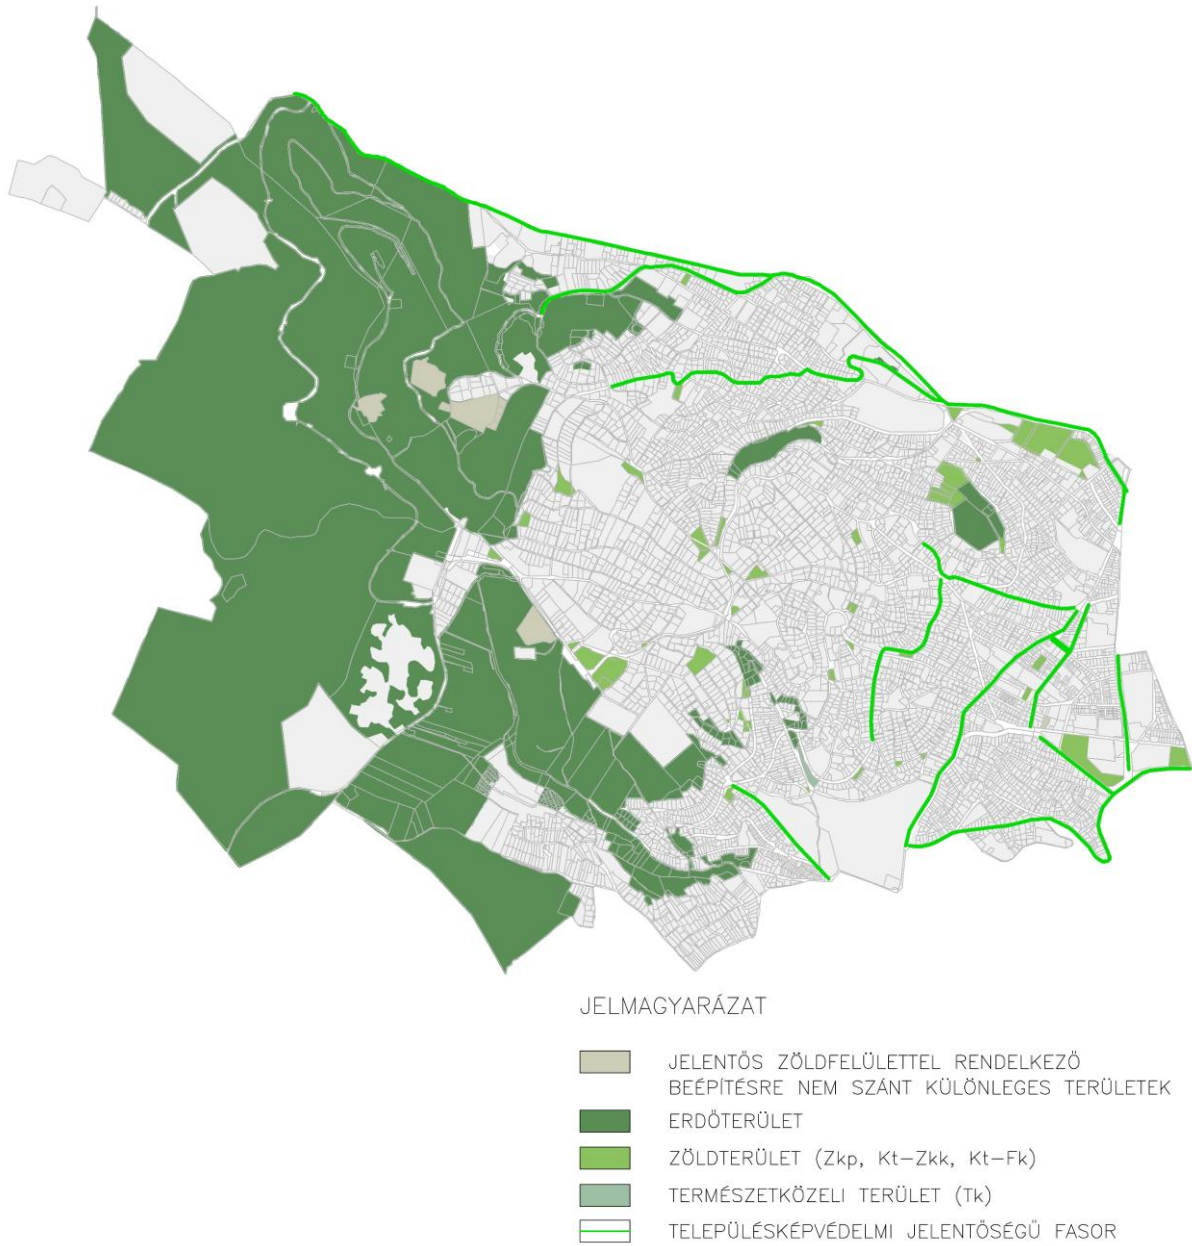 JELMAGYARÁZAT
JELENTŐS ZÖLDFELÜLETTEL RENDELKEZŐ
BEÉPÍTÉSRE NEM SZÁNT KÜLÖNLEGES TERÜLETEK
ERDŐTERÜLET
ZÖLDTERÜLET (Zkp, Kt-Zkk, Kt-Fk)
TERMÉSZETKÖZELI TERÜLET (Tk)
TELEPÜLÉSKÉPVÉDELMI JELENTŐSÉGŰ FASOR